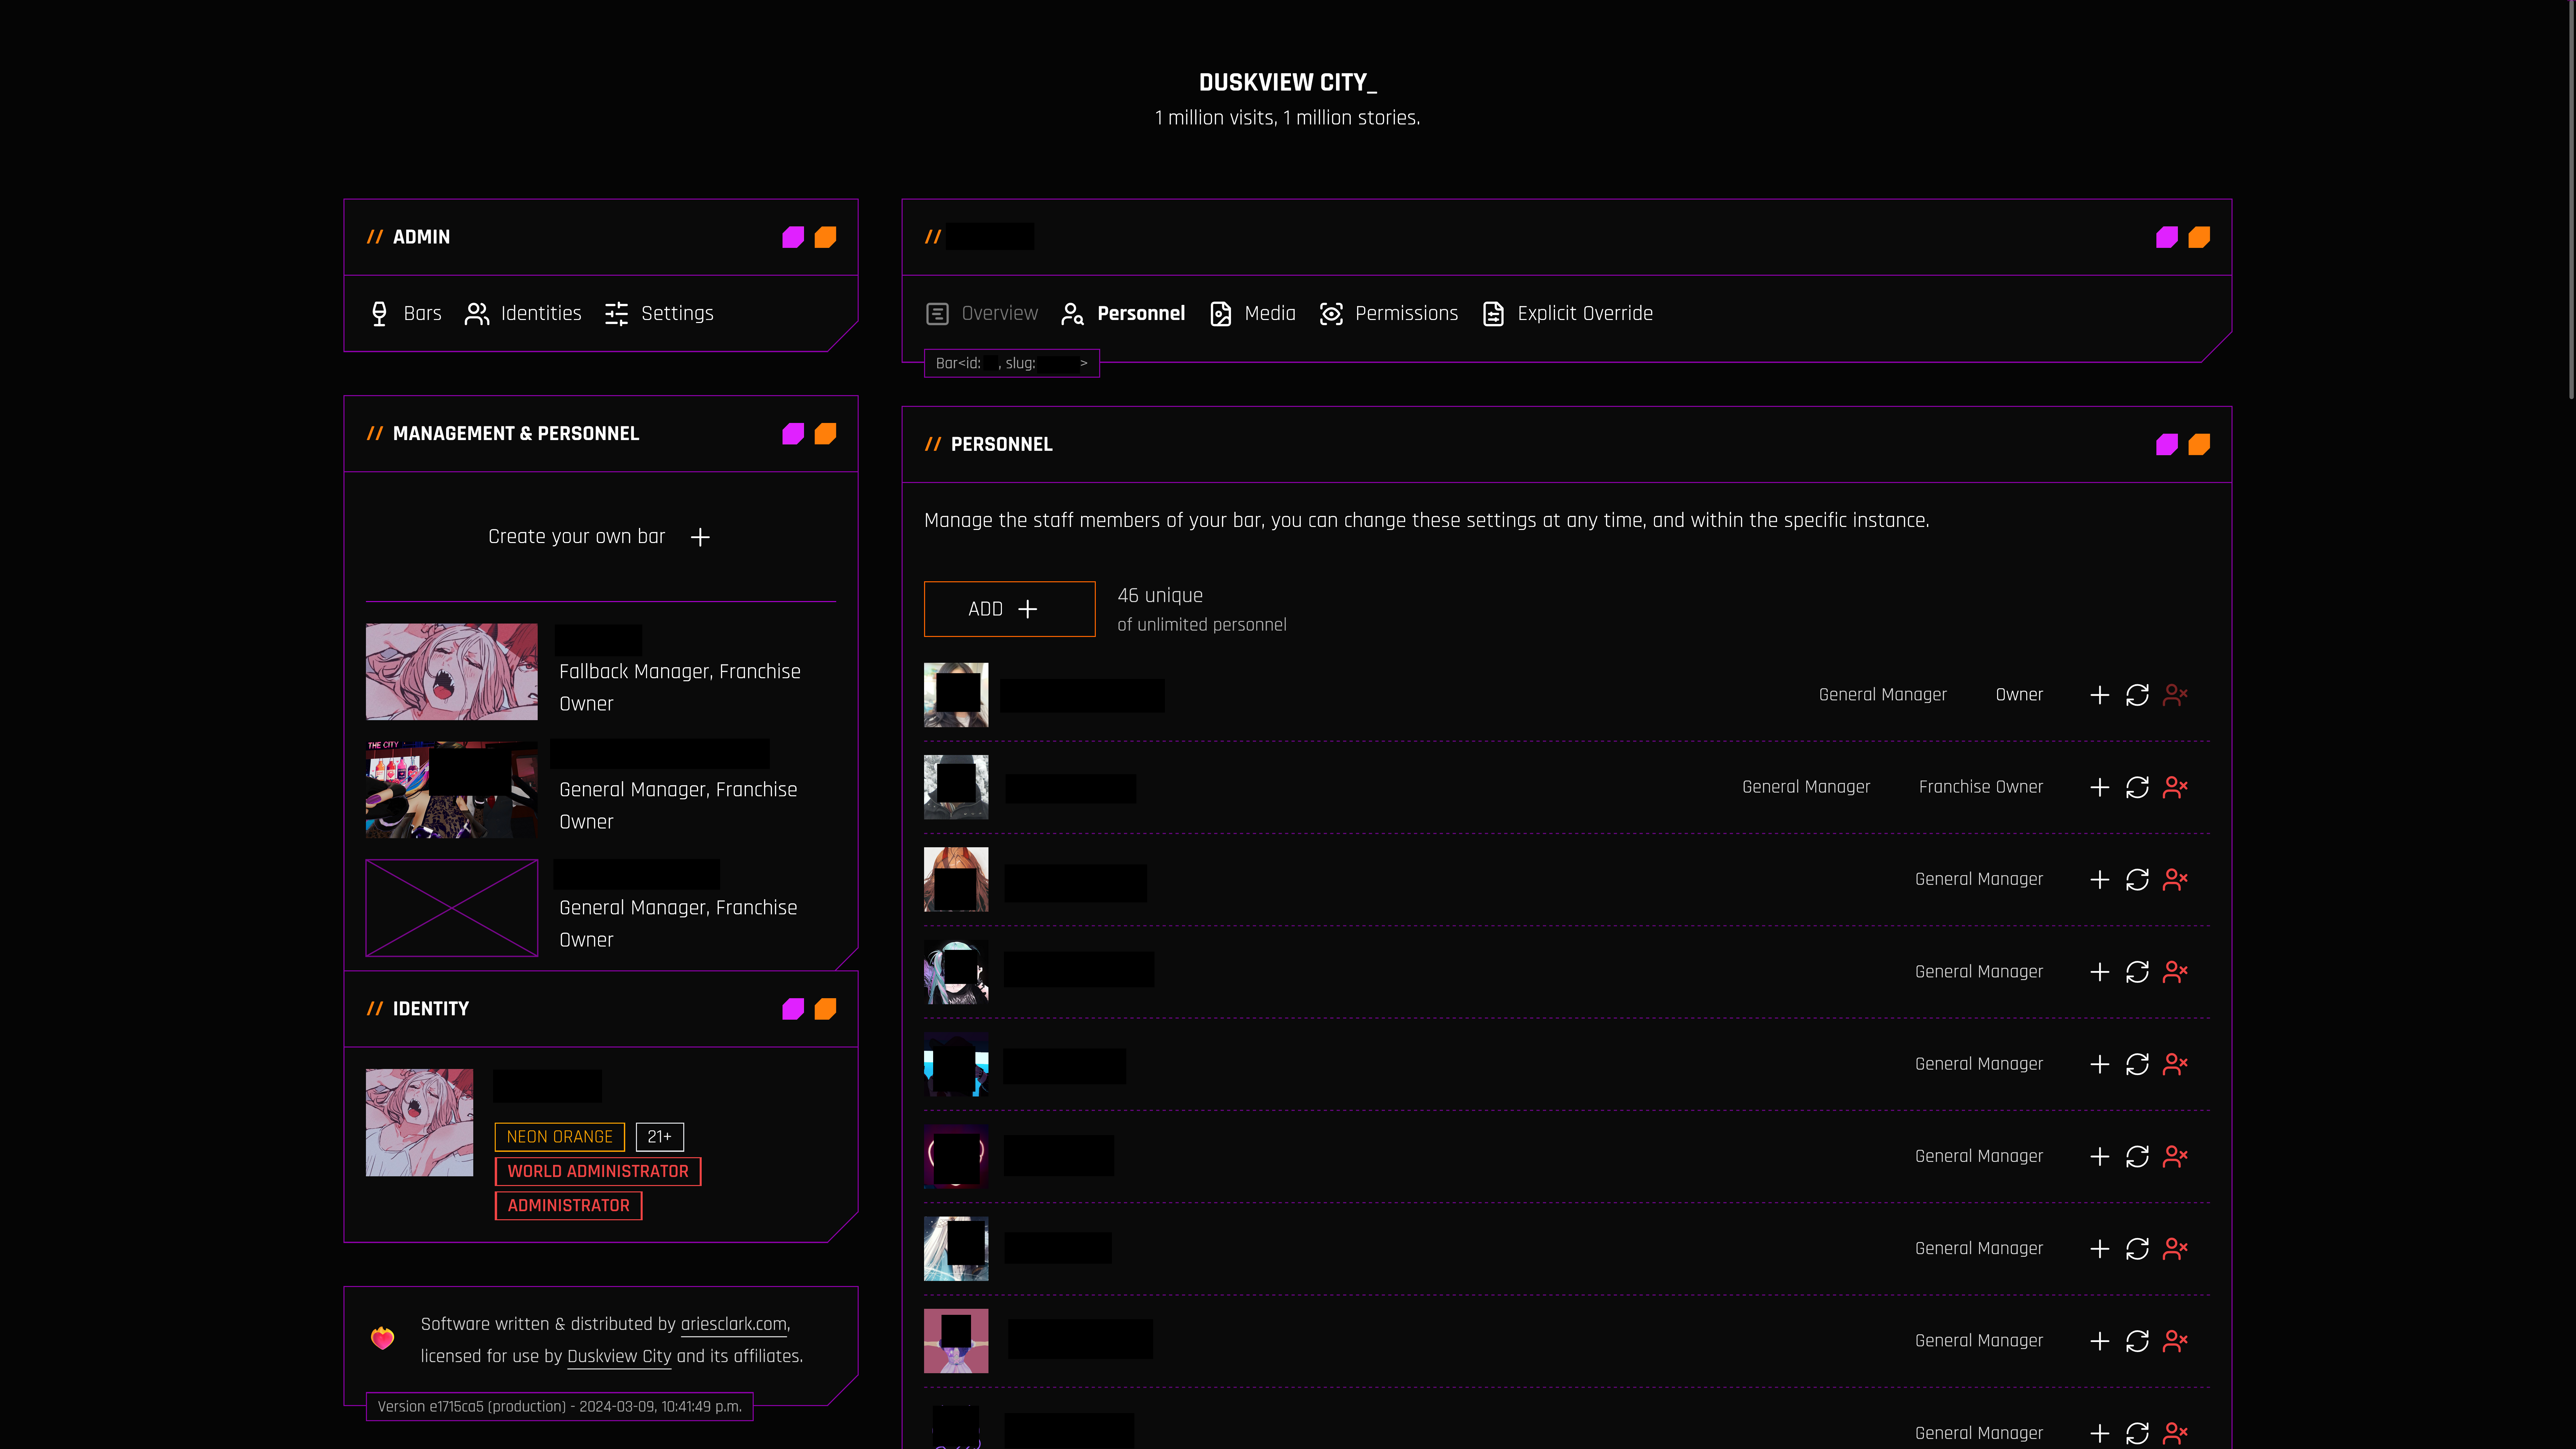 DUSKVIEW CITY_
1 million visits, 1 million stories.
// ADMIN
Bars Identities Settings
// MANAGEMENT & PERSONNEL
Create your own bar
Fallback Manager, Franchise
Owner
THE CITY
General Manager, Franchise
Owner
General Manager, Franchise
Owner
// IDENTITY
NEON ORANGE 21+
WORLD ADMINISTRATOR
ADMINISTRATOR
Software written & distributed by ariesclark.com,
licensed for use by Duskview City and its affiliates.
Version e1715ca5 (production) - 2024-03-09, 10:41:49 p.m.
//
Overview Personnel Media Permissions Explicit Override
Bar<id: , slug: >
// PERSONNEL
Manage the staff members of your bar, you can change these settings at any time, and within the specific instance.
ADD
46 unique
of unlimited personnel
General Manager Owner
General Manager Franchise Owner
General Manager
General Manager
General Manager
General Manager
General Manager
General Manager
General Manager